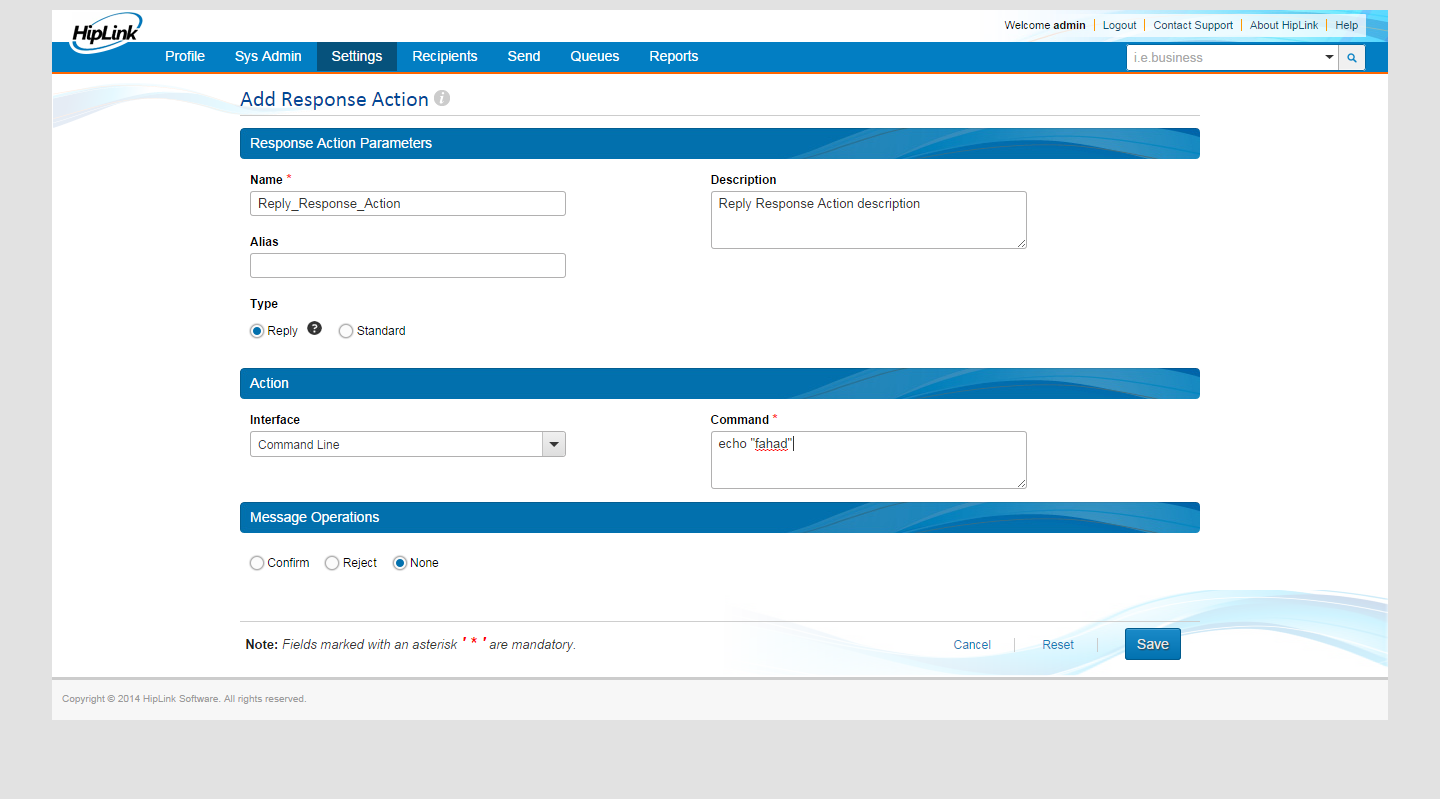 HipLink
Welcome admin Logout Contact Support About HipLink Help
Profile Sys Admin Settings Recipients Send Queues Reports i.e.business
Add Response Action i
Response Action Parameters
Name * Description
Reply_Response_Action Reply Response Action description
Alias
Type
Reply ? Standard
Action
Interface Command *
Command Line echo "fahad"
Message Operations
Confirm Reject None
Note: Fields marked with an asterisk ' * ' are mandatory. Cancel Reset Save
Copyright © 2014 HipLink Software. All rights reserved.